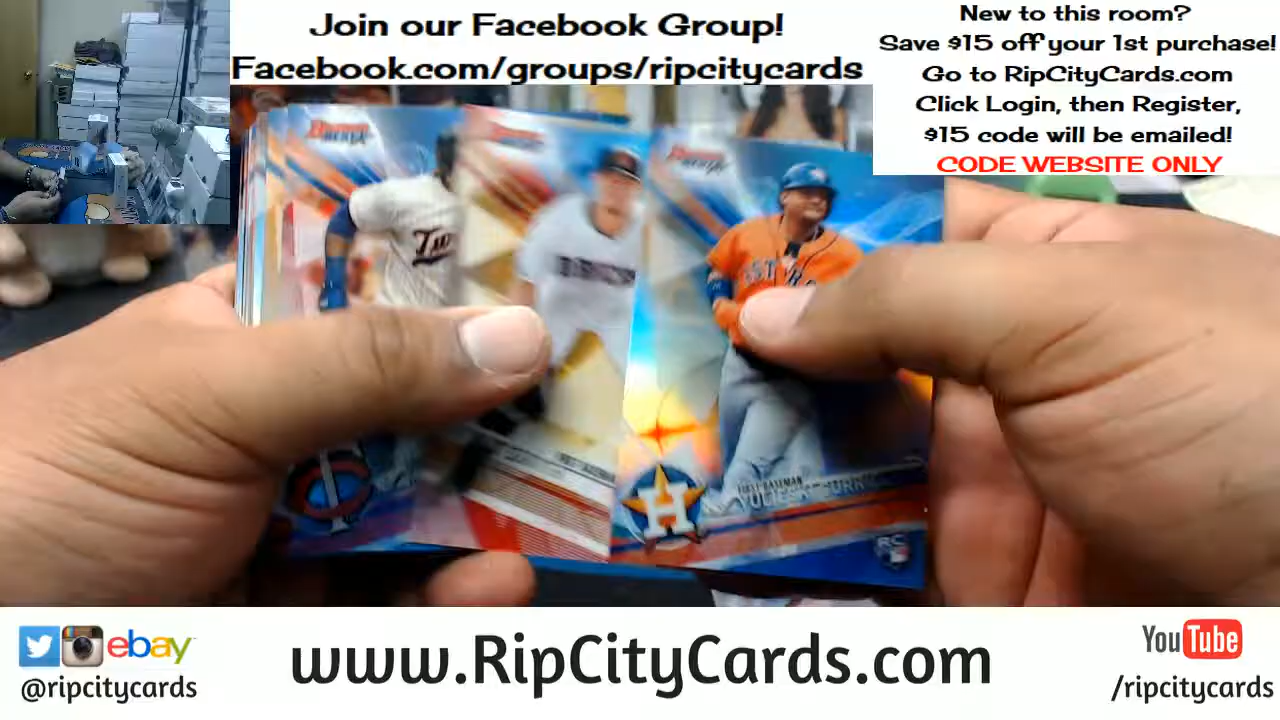 Join our Facebook Group!
Facebook.com/groups/ripcitycards
New to this room?
Save $15 off your 1st purchase!
Go to RipCityCards.com
Click Login, then Register,
$15 code will be emailed!
CODE WEBSITE ONLY
Bowman
Bowman
Bowman
H
FIRST BASEMAN
RC
ebay
@ripcitycards
www.RipCityCards.com
YouTube
/ripcitycards